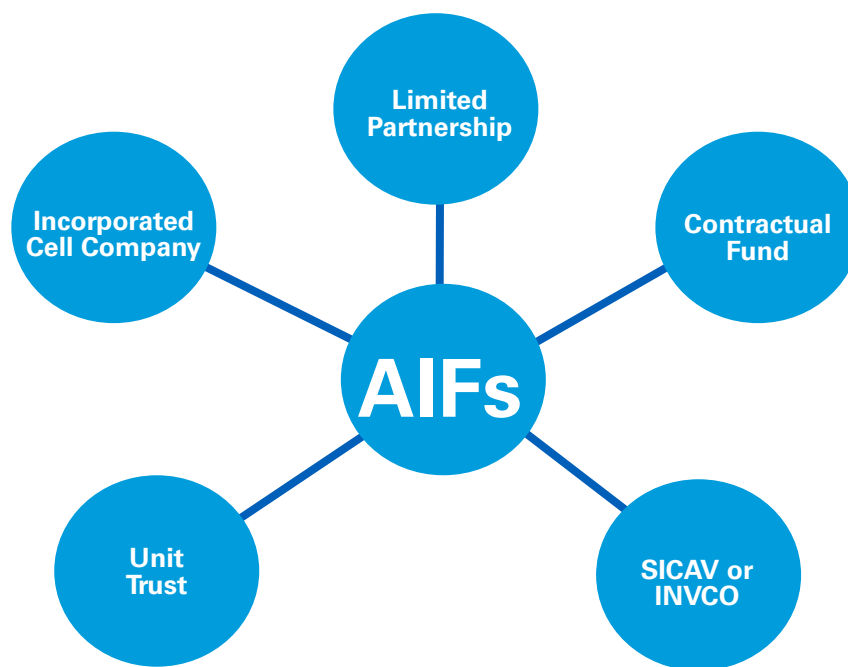 Limited
Partnership
Incorporated
Cell Company
Contractual
Fund
AIFs
Unit
Trust
SICAV or
INVCO